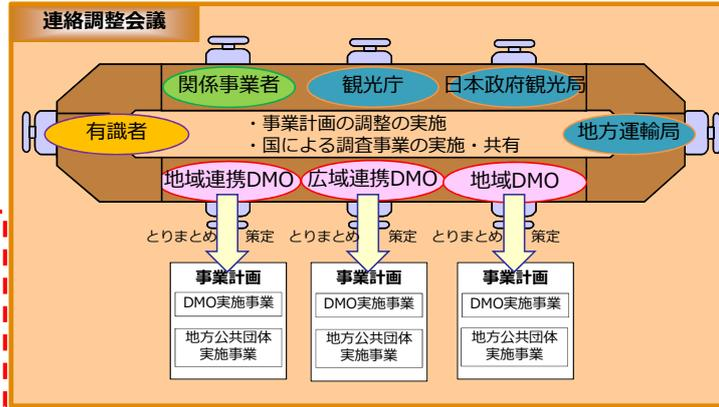 連絡調整会議
関係事業者
観光庁
日本政府観光局
有識者
・事業計画の調整の実施
・国による調査事業の実施・共有
地方運輸局
地域連携DMO
広域連携DMO
地域DMO
とりまとめ
策定
とりまとめ
策定
とりまとめ
策定
事業計画
DMO実施事業
地方公共団体
実施事業
事業計画
DMO実施事業
地方公共団体
実施事業
事業計画
DMO実施事業
地方公共団体
実施事業